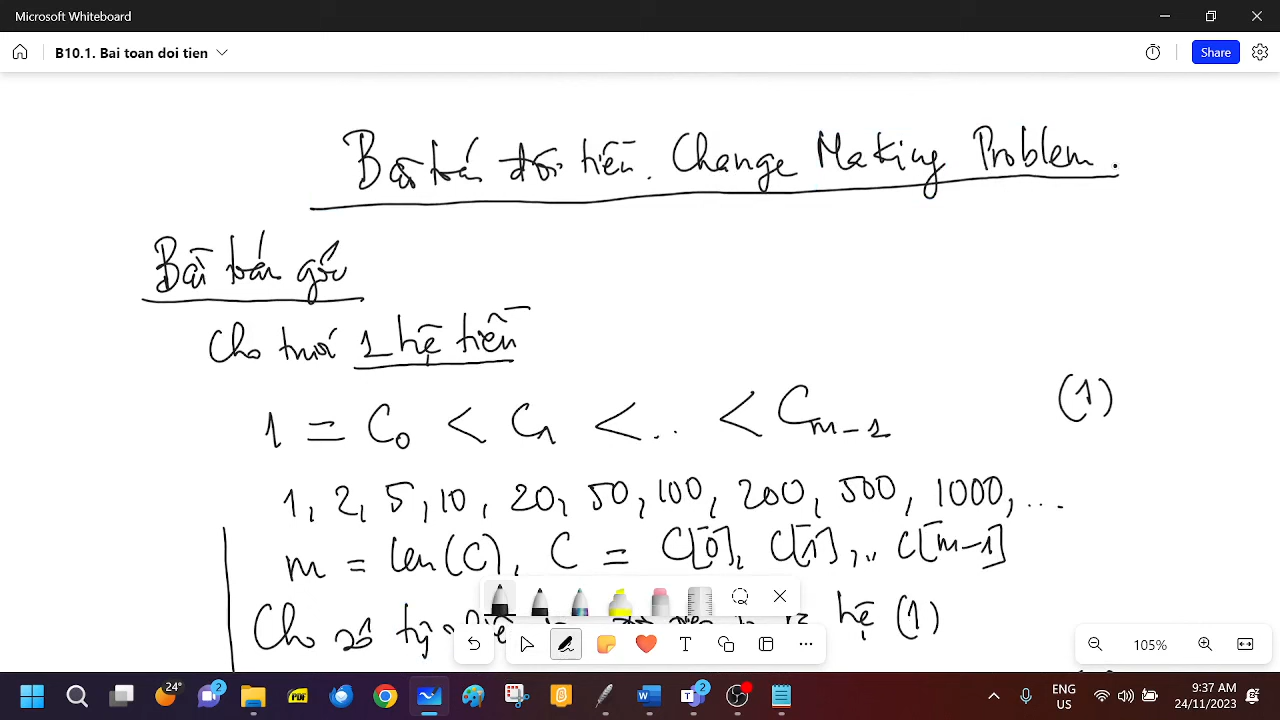 Microsoft Whiteboard
B10.1. Bai toan doi tien
Share
Bài toán đổi tiền. Change Making Problem.
Bài toán gốc
Cho trước 1 hệ tiền
1 = C₀ < C₁ < .. < Cₘ₋₁ (1)
1, 2, 5, 10, 20, 50, 100, 200, 500, 1000, ...
m = len(C), C = C[0], C[1], .. C[m-1]
Cho số tự hệ (1)
105%
24°
2
2
ENG
US
9:37 AM
24/11/2023